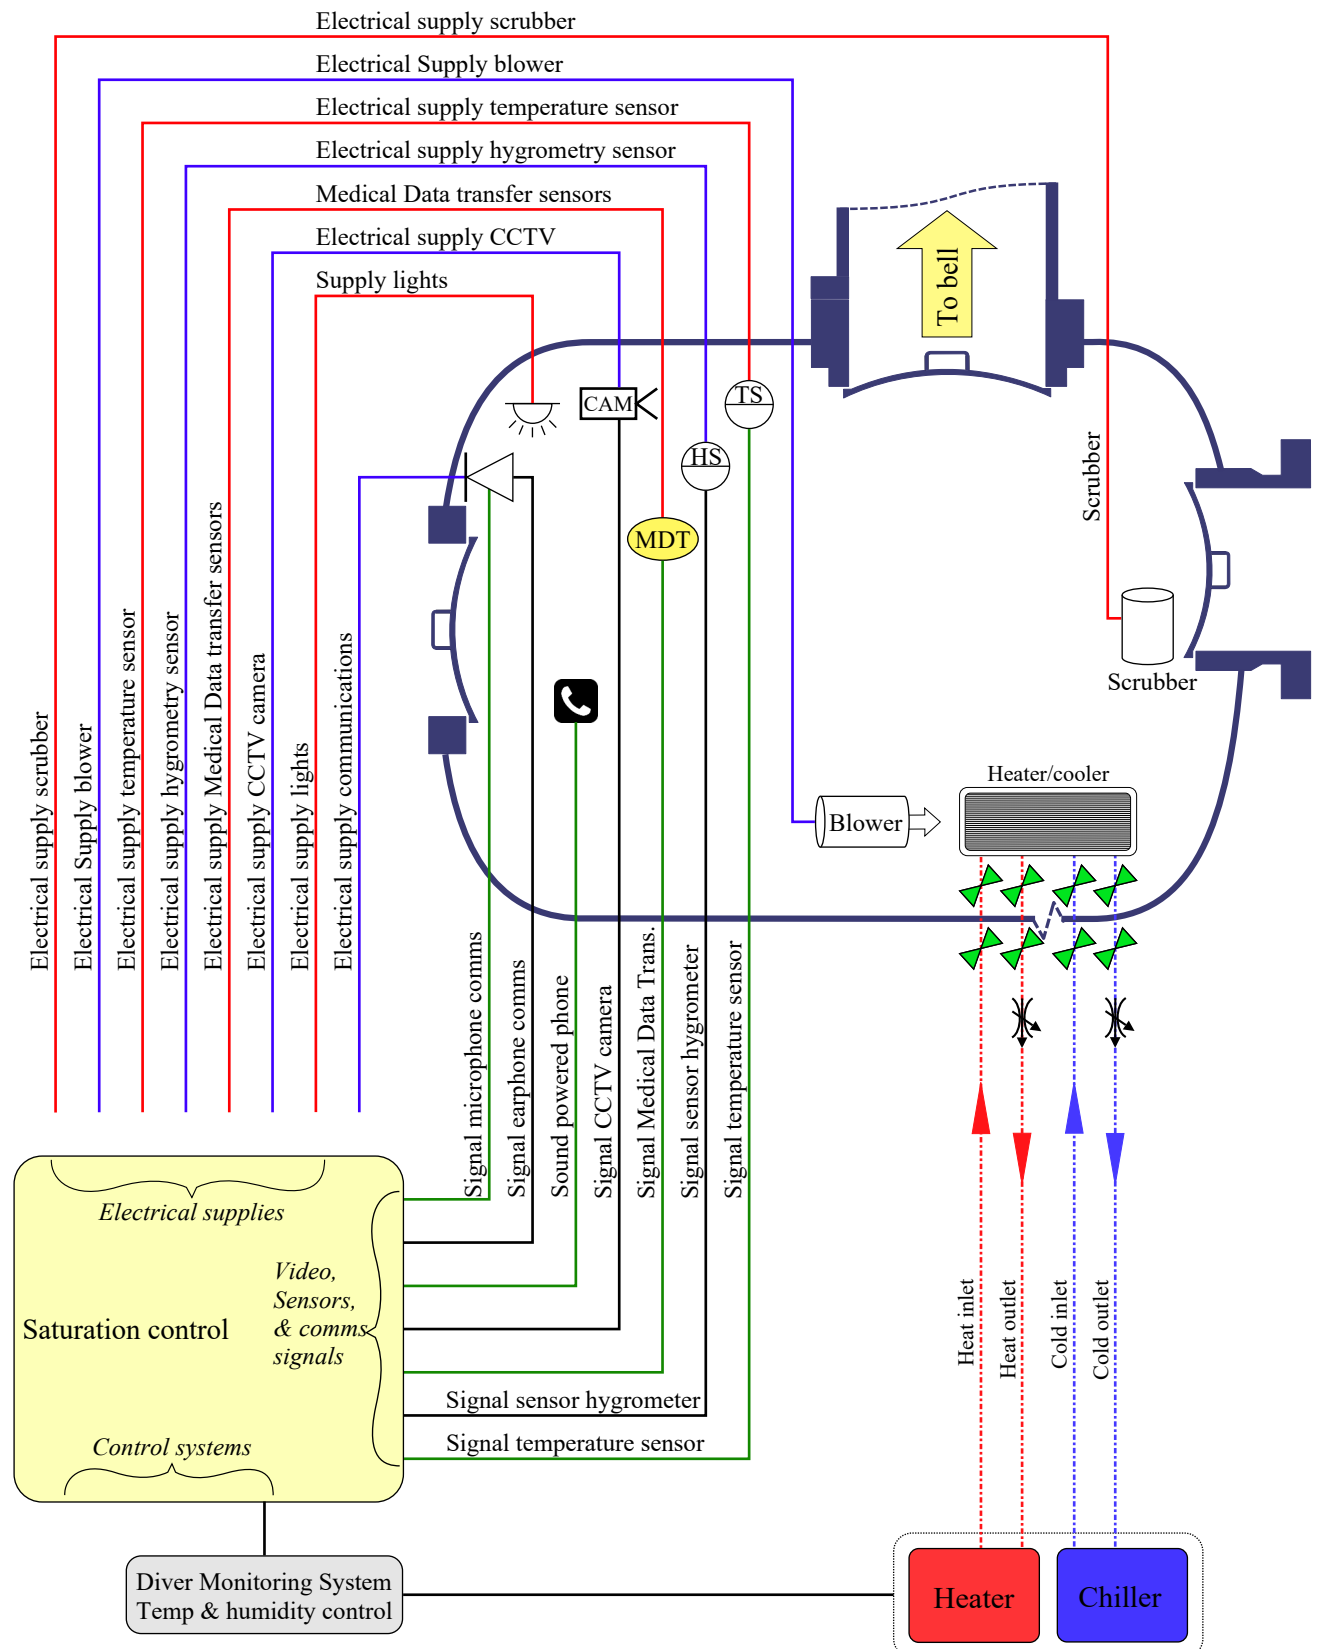 Electrical supply scrubber
Electrical Supply blower
Electrical supply temperature sensor
Electrical supply hygrometry sensor
Medical Data transfer sensors
Electrical supply CCTV
Supply lights
To bell
CAM
TS
HS
MDT
Scrubber
Scrubber
Electrical supply scrubber
Electrical Supply blower
Electrical supply temperature sensor
Electrical supply hygrometry sensor
Electrical supply Medical Data transfer sensors
Electrical supply CCTV camera
Electrical supply lights
Electrical supply communications
Heater/cooler
Blower
Signal microphone comms
Signal earphone comms
Sound powered phone
Signal CCTV camera
Signal Medical Data Trans.
Signal sensor hygrometer
Signal temperature sensor
Electrical supplies
Video,
Sensors,
& comms
signals
Saturation control
Control systems
Signal sensor hygrometer
Signal temperature sensor
Heat inlet
Heat outlet
Cold inlet
Cold outlet
Diver Monitoring System
Temp & humidity control
Heater
Chiller